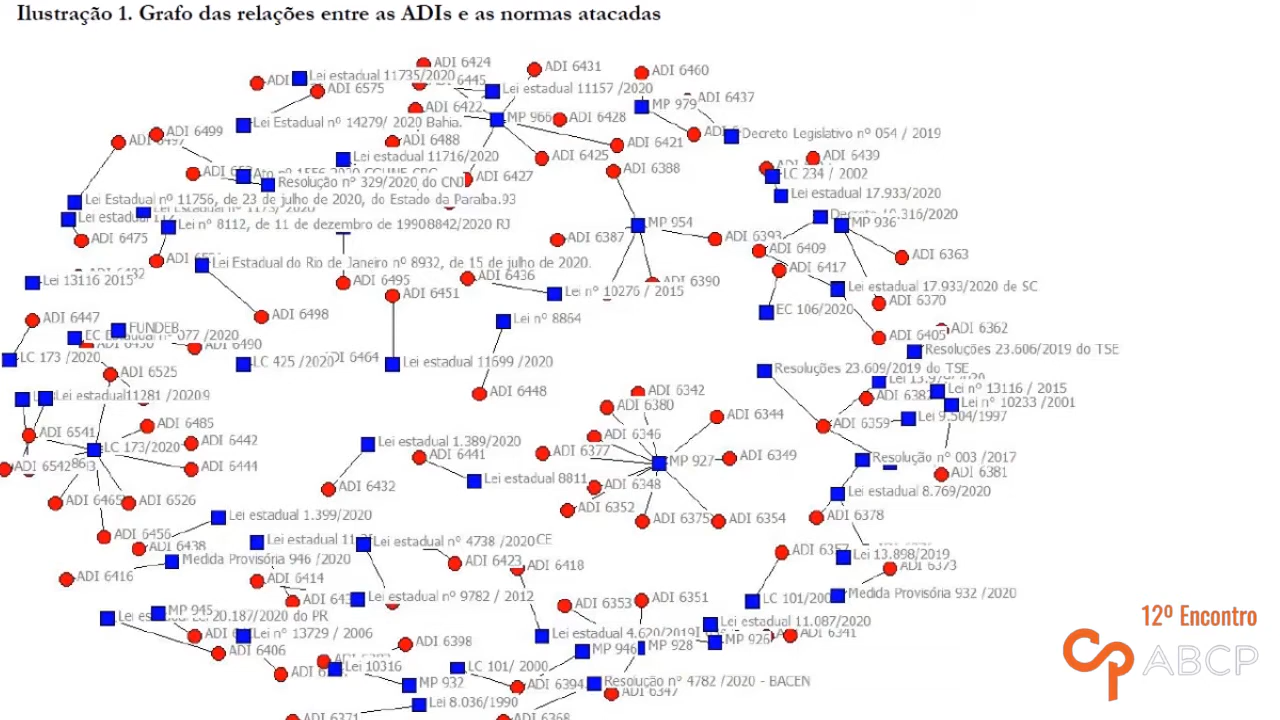 Ilustração 1. Grafo das relações entre as ADIs e as normas atacadas
ADI 6424
ADI 6431
ADI 6460
Lei estadual 11735/2020
ADI 6575
Lei estadual 11157 /2020
ADI 6437
MP 979
ADI 6422
MP 966
ADI 6428
Lei Estadual nº 14279/ 2020 Bahia.
ADI 6499
Decreto Legislativo nº 054 / 2019
ADI 6488
ADI 6421
Lei estadual 11716/2020
ADI 6425
ADI 6439
ADI 6388
LC 234 / 2002
ADI 6427
Resolução nº 329/2020 do CNJ
Lei estadual 17.933/2020
Lei Estadual nº 11756, de 23 de julho de 2020, do Estado da Paraíba.
MP 954
MP 936
ADI 6475
ADI 6387
ADI 6393
ADI 6409
ADI 6363
Lei Estadual do Rio de Janeiro nº 8932, de 15 de julho de 2020.
ADI 6417
Lei 13116 2015
ADI 6495
ADI 6436
ADI 6390
ADI 6451
Lei nº 10276 / 2015
Lei estadual 17.933/2020 de SC
ADI 6370
EC 106/2020
ADI 6498
ADI 6447
Lei nº 8864
FUNDEB
ADI 6362
ADI 6405
ADI 6490
Resoluções 23.606/2019 do TSE
LC 173 /2020
LC 425 /2020
ADI 6464
Lei estadual 11699 /2020
Resoluções 23.609/2019 do TSE
ADI 6525
ADI 6448
ADI 6342
Lei nº 13116 / 2015
Lei nº 10233 /2001
ADI 6380
ADI 6344
Lei 9.504/1997
ADI 6485
ADI 6359
ADI 6541
ADI 6442
LC 173/2020
Lei estadual 1.389/2020
ADI 6346
ADI 6441
ADI 6377
ADI 6349
MP 927
Resolução nº 003 /2017
ADI 6542
ADI 6444
ADI 6381
Lei estadual 8811
ADI 6348
ADI 6432
Lei estadual 8.769/2020
ADI 6465
ADI 6526
ADI 6352
Lei estadual 1.399/2020
ADI 6375
ADI 6354
ADI 6378
ADI 6456
ADI 6438
Lei estadual nº 4738 /2020
Medida Provisória 946 /2020
ADI 6423
ADI 6418
Lei 13.898/2019
ADI 6373
ADI 6416
ADI 6414
Lei nº 9782 / 2012
ADI 6353
ADI 6351
Medida Provisória 932 /2020
MP 945
Lei estadual 11.087/2020
Lei nº 13729 / 2006
Lei estadual 4.620/2019
ADI 6341
ADI 6406
ADI 6398
MP 946
MP 928
MP 926
Lei 10316
LC 101/ 2000
MP 932
ADI 6394
Resolução nº 4782 /2020 - BACEN
ADI 6347
Lei 8.036/1990
ADI 6371
ADI 6368
12º Encontro
ABCP